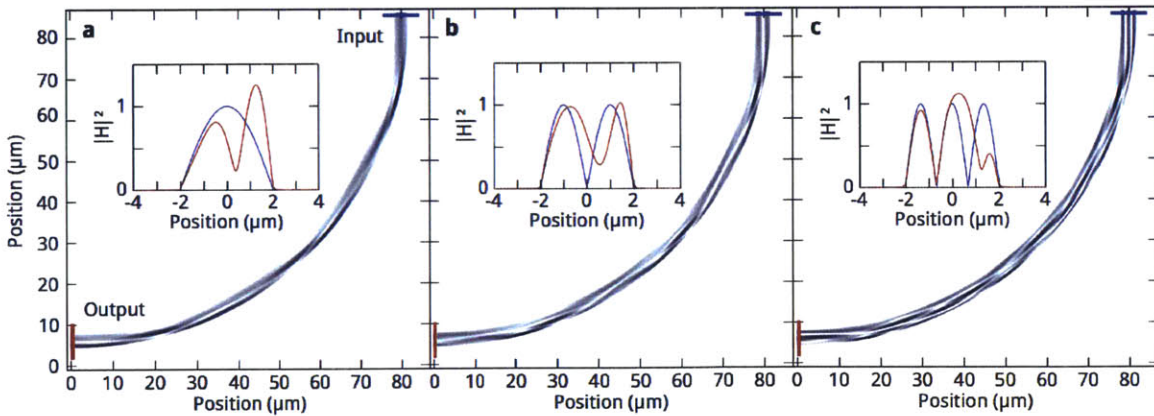 a
Input
Output
|H|²
1
0
-4 -2 0 2 4
Position (µm)
Position (µm)
80
70
60
50
40
30
20
10
0
0 10 20 30 40 50 60 70 80
Position (µm)
b
|H|²
1
0
-4 -2 0 2 4
Position (µm)
0 10 20 30 40 50 60 70 80
Position (µm)
c
|H|²
1
0
-4 -2 0 2 4
Position (µm)
0 10 20 30 40 50 60 70 80
Position (µm)